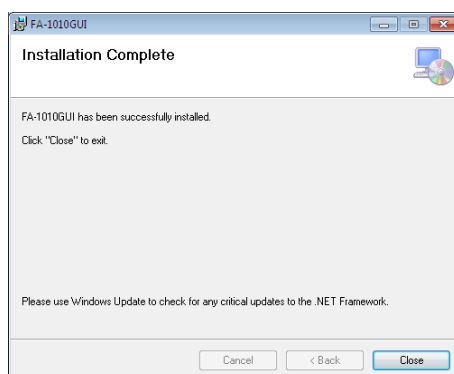 FA-1010GUI
Installation Complete
FA-1010GUI has been successfully installed.
Click "Close" to exit.
Please use Windows Update to check for any critical updates to the .NET Framework.
Cancel
< Back
Close